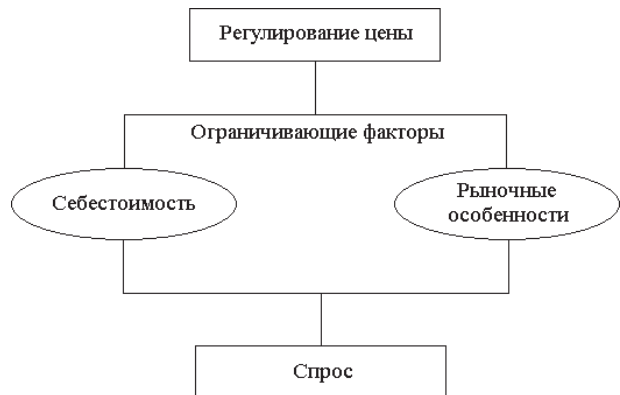 Регулирование цены
Ограничивающие факторы
Себестоимость
Рыночные
особенности
Спрос